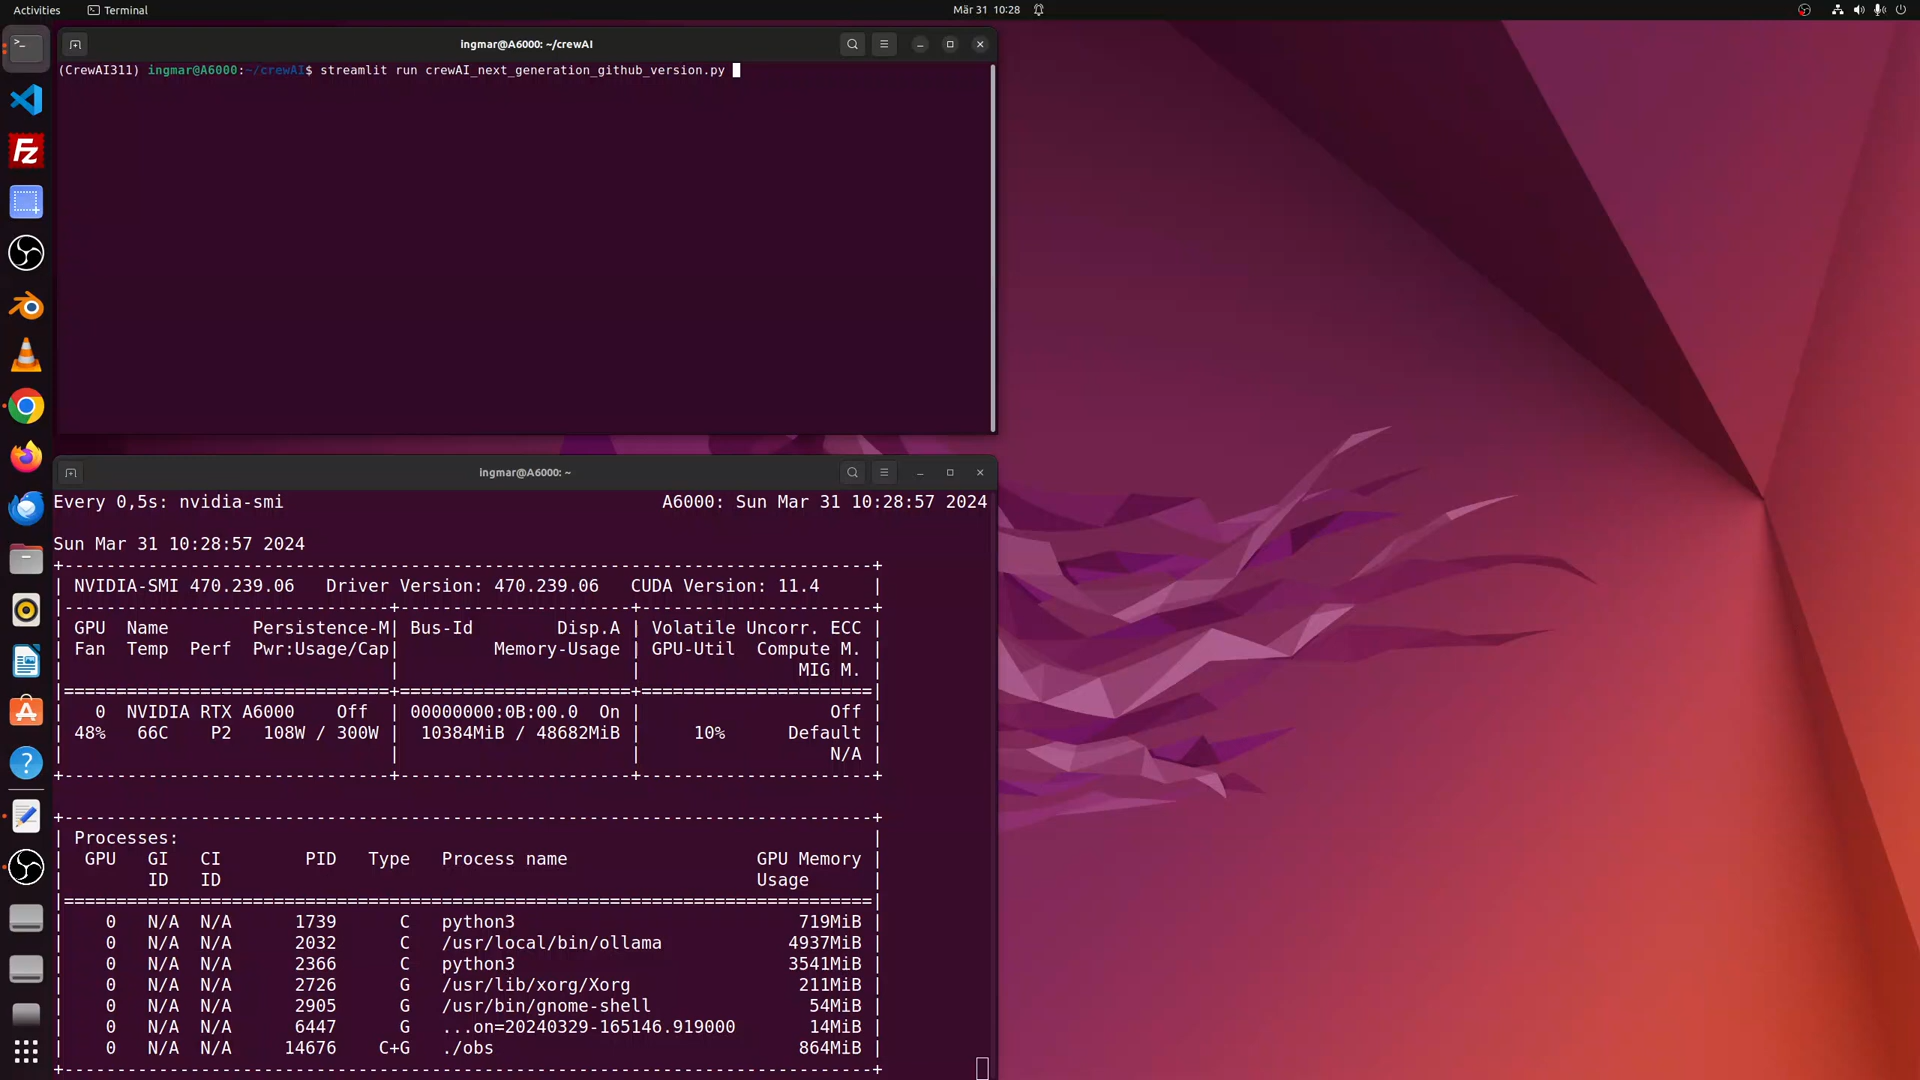 Activities
Terminal
Mär 31 10:28
ingmar@A6000: ~/crewAI
(CrewAI311) ingmar@A6000:~/crewAI$ streamlit run crewAI_next_generation_github_version.py
ingmar@A6000: ~
Every 0,5s: nvidia-smi A6000: Sun Mar 31 10:28:57 2024
Sun Mar 31 10:28:57 2024
+-----------------------------------------------------------------------------+
| NVIDIA-SMI 470.239.06   Driver Version: 470.239.06   CUDA Version: 11.4     |
|-------------------------------+----------------------+----------------------+
| GPU  Name        Persistence-M| Bus-Id        Disp.A | Volatile Uncorr. ECC |
| Fan  Temp  Perf  Pwr:Usage/Cap|         Memory-Usage | GPU-Util  Compute M. |
|                               |                      |               MIG M. |
|===============================+======================+======================|
|   0  NVIDIA RTX A6000    Off  | 00000000:0B:00.0  On |                  Off |
| 48%   66C    P2   108W / 300W |  10384MiB / 48682MiB |     10%      Default |
|                               |                      |                  N/A |
+-------------------------------+----------------------+----------------------+
+-----------------------------------------------------------------------------+
| Processes:                                                                  |
|  GPU   GI   CI        PID   Type   Process name                  GPU Memory |
|        ID   ID                                                   Usage      |
|=============================================================================|
|    0   N/A  N/A      1739      C   python3                           719MiB |
|    0   N/A  N/A      2032      C   /usr/local/bin/ollama            4937MiB |
|    0   N/A  N/A      2366      C   python3                          3541MiB |
|    0   N/A  N/A      2726      G   /usr/lib/xorg/Xorg                211MiB |
|    0   N/A  N/A      2905      G   /usr/bin/gnome-shell               54MiB |
|    0   N/A  N/A      6447      G   ...on=20240329-165146.919000       14MiB |
|    0   N/A  N/A     14676    C+G   ./obs                             864MiB |
+-----------------------------------------------------------------------------+